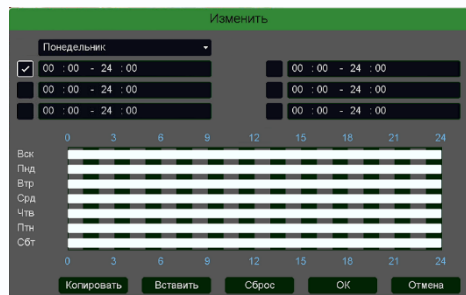 Изменить
Понедельник
00 : 00 - 24 : 00 00 : 00 - 24 : 00
00 : 00 - 24 : 00 00 : 00 - 24 : 00
00 : 00 - 24 : 00 00 : 00 - 24 : 00
0 3 6 9 12 15 18 21 24
Вск
Пнд
Втр
Срд
Чтв
Птн
Сбт
0 3 6 9 12 15 18 21 24
Копировать Вставить Сброс ОК Отмена